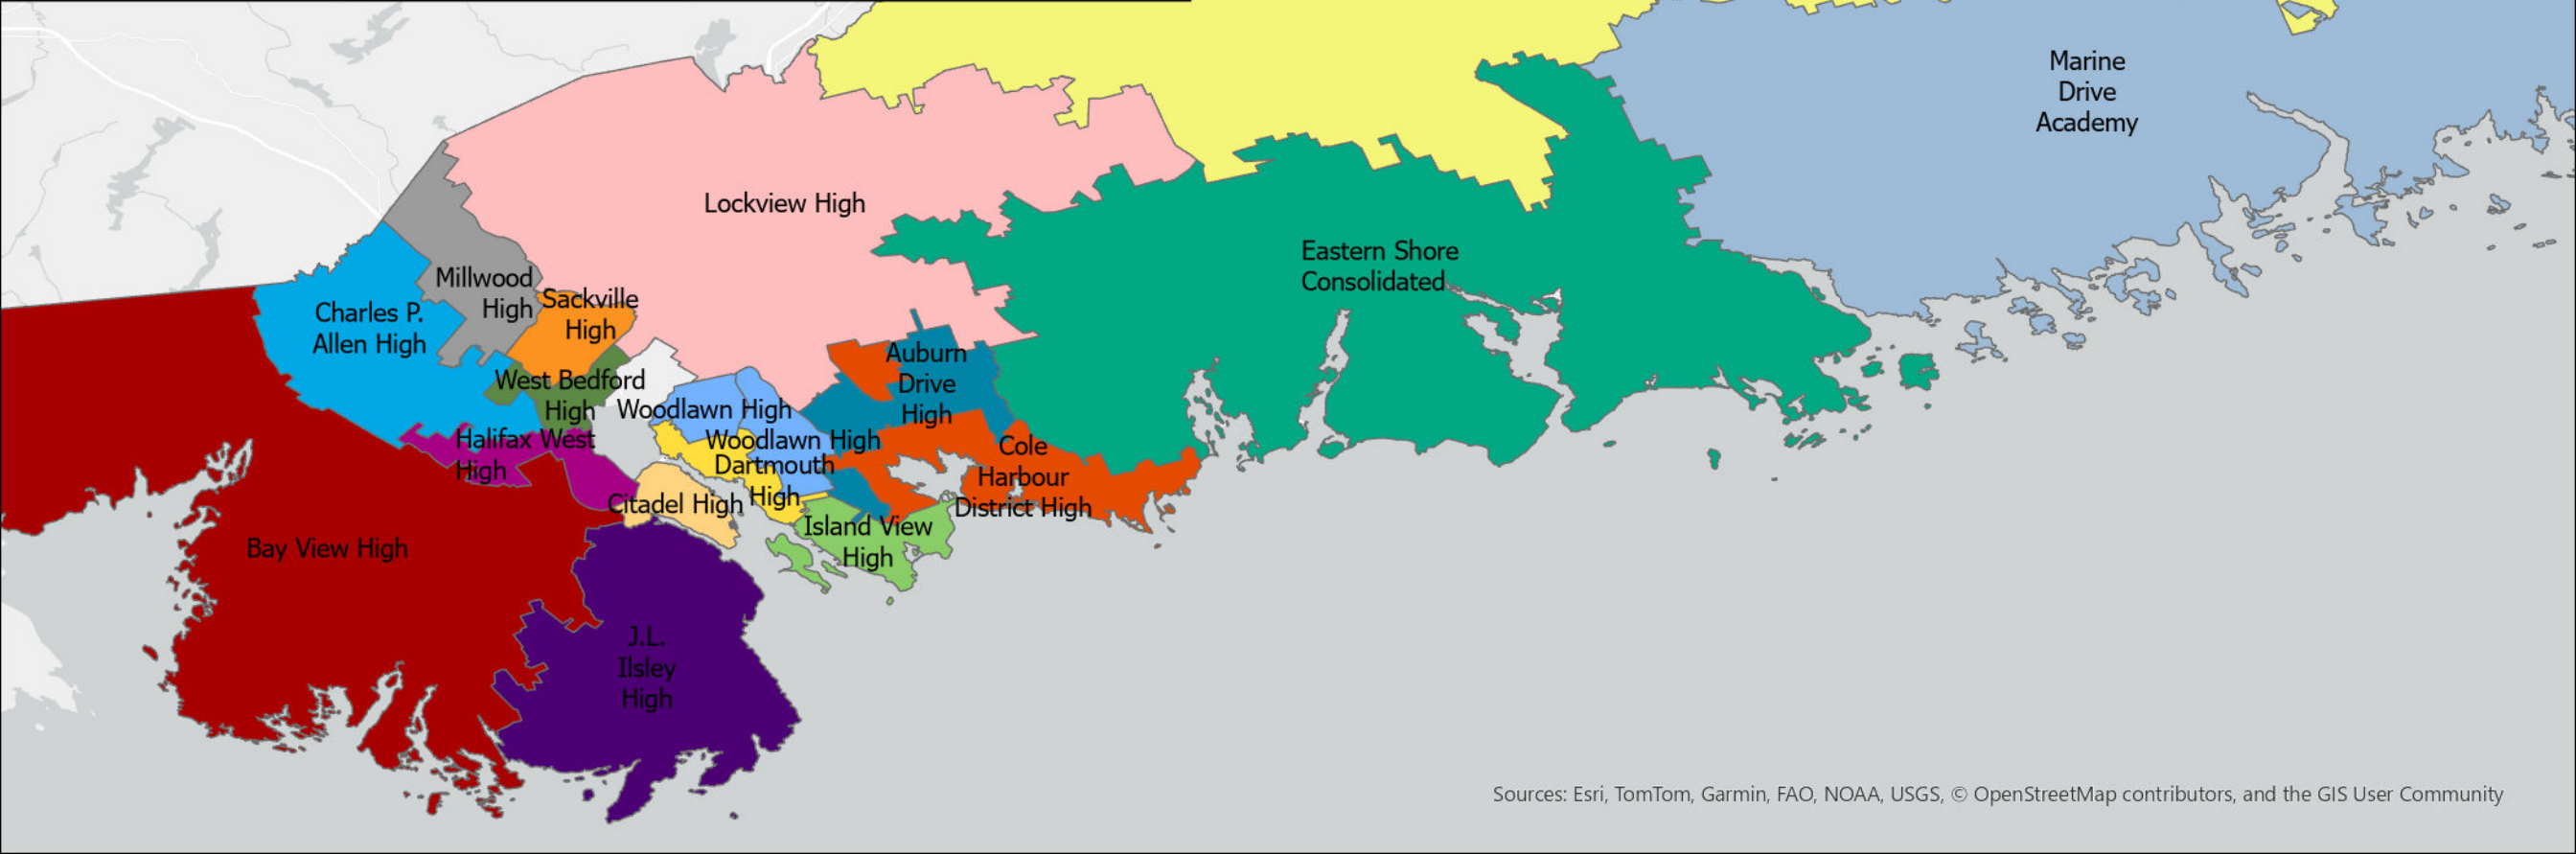 Marine
Drive
Academy
Lockview High
Eastern Shore
Consolidated
Millwood
High
Sackville
High
Charles P.
Allen High
Auburn
Drive
High
West Bedford
High
Woodlawn High
Halifax West
High
Woodlawn High
Dartmouth
High
Cole
Harbour
District High
Citadel High
Island View
High
Bay View High
J.L.
Ilsley
High
Sources: Esri, TomTom, Garmin, FAO, NOAA, USGS, © OpenStreetMap contributors, and the GIS User Community